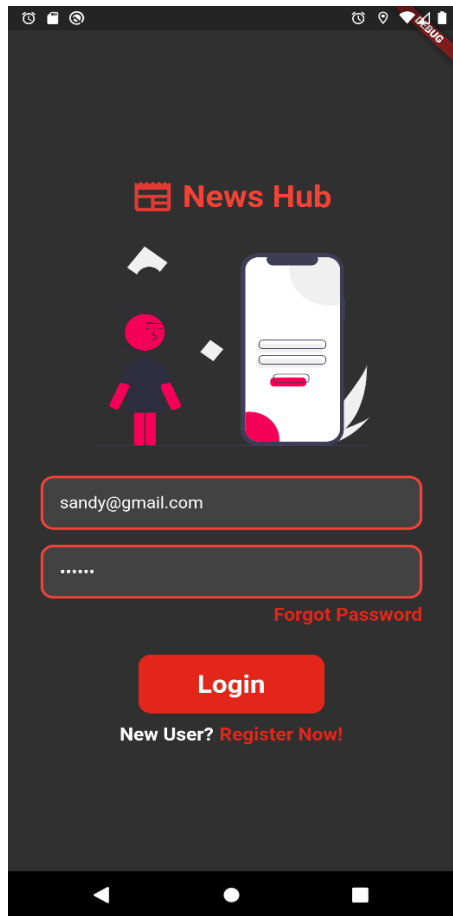 DEBUG
News Hub
sandy@gmail.com
••••••
Forgot Password
Login
New User? Register Now!